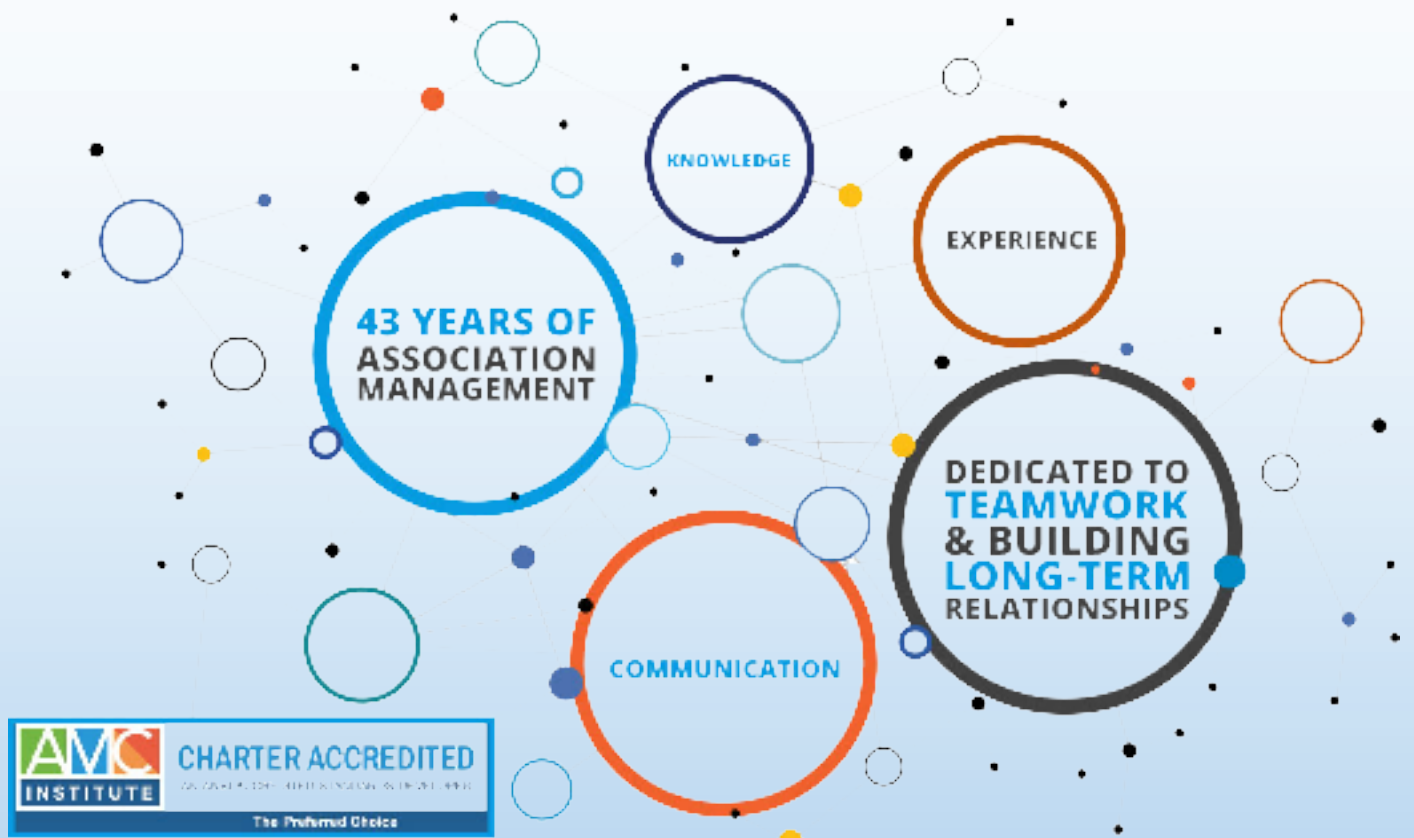 KNOWLEDGE
EXPERIENCE
43 YEARS OF
ASSOCIATION
MANAGEMENT
DEDICATED TO
TEAMWORK
& BUILDING
LONG-TERM
RELATIONSHIPS
COMMUNICATION
AMC
INSTITUTE
CHARTER ACCREDITED
The Preferred Choice